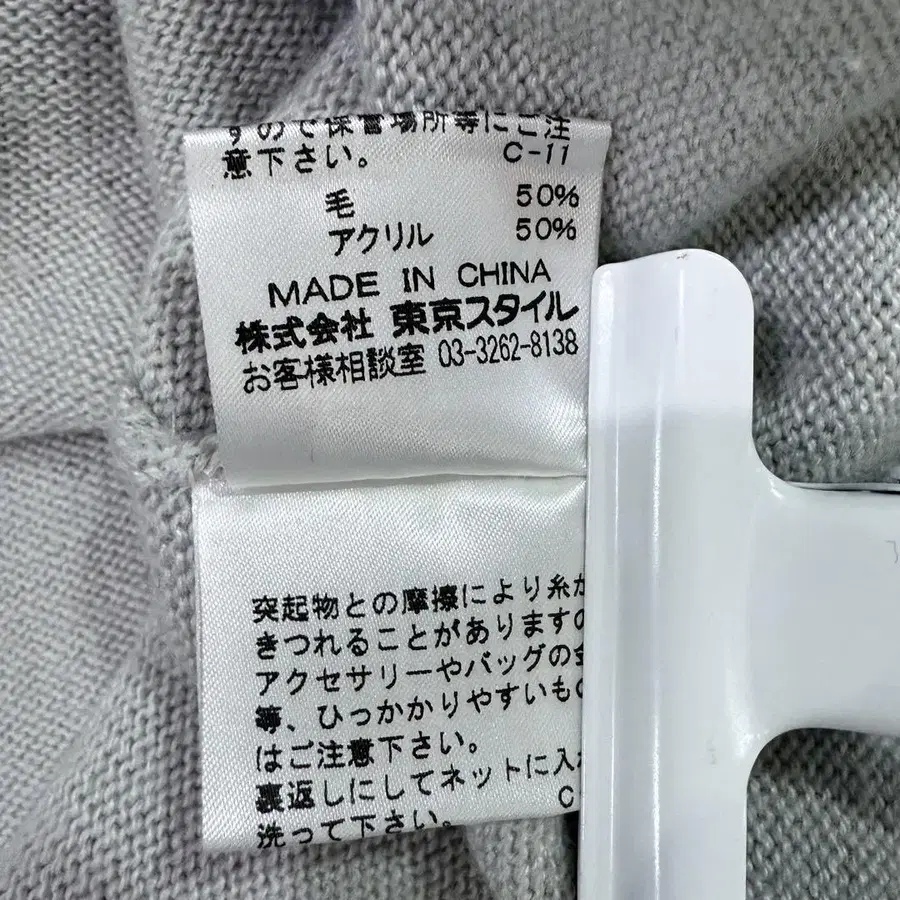 すので保管場所等にご注
意下さい。 C-11
毛 50%
アクリル 50%
MADE IN CHINA
株式会社 東京スタイル
お客様相談室 03-3262-8138
突起物との摩擦により糸が
きつれることがありますの
アクセサリーやバッグの金
等、ひっかかりやすいもの
はご注意下さい。
裏返しにしてネットに入れ
洗って下さい。 C